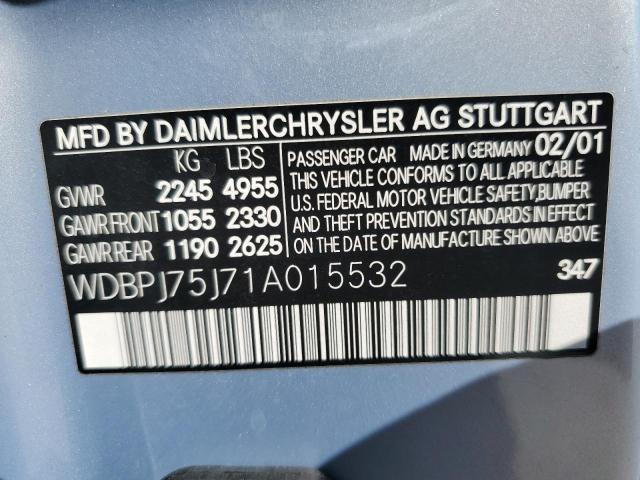 MFD BY DAIMLERCHRYSLER AG STUTTGART
KG LBS
GVWR 2245 4955
GAWR FRONT 1055 2330
GAWR REAR 1190 2625
PASSENGER CAR MADE IN GERMANY 02/01
THIS VEHICLE CONFORMS TO ALL APPLICABLE
U.S. FEDERAL MOTOR VEHICLE SAFETY, BUMPER
AND THEFT PREVENTION STANDARDS IN EFFECT
ON THE DATE OF MANUFACTURE SHOWN ABOVE
WDBPJ75J71A015532 347